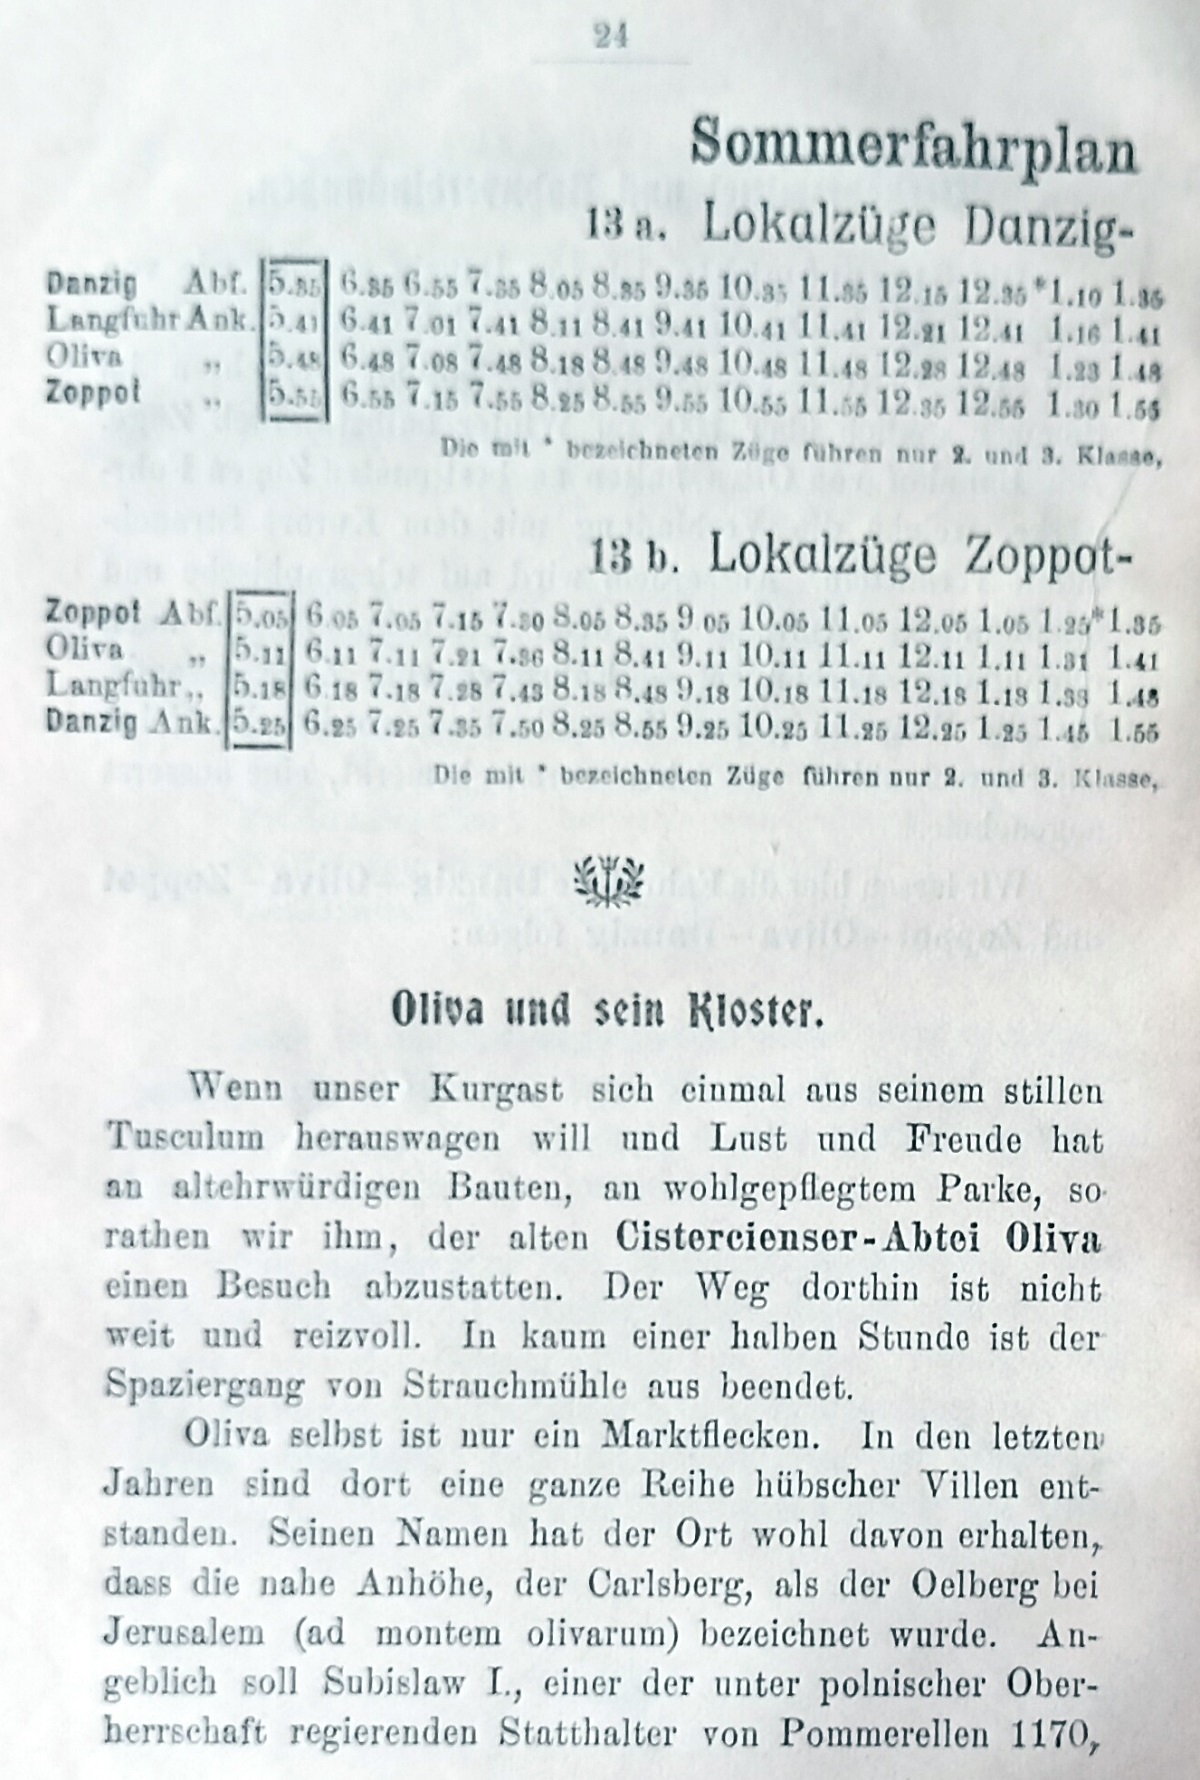 24
Sommerfahrplan
13 a. Lokalzüge Danzig-
Danzig Abf. 5.35 6.35 6.55 7.35 8.05 8.35 9.35 10.35 11.35 12.15 12.35 *1.10 1.35
Langfuhr Ank. 5.41 6.41 7.01 7.41 8.11 8.41 9.41 10.41 11.41 12.21 12.41 1.16 1.41
Oliva „ 5.48 6.48 7.08 7.48 8.18 8.48 9.48 10.48 11.48 12.28 12.48 1.23 1.48
Zoppot „ 5.55 6.55 7.15 7.55 8.25 8.55 9.55 10.55 11.55 12.35 12.55 1.30 1.55
Die mit * bezeichneten Züge führen nur 2. und 3. Klasse,
13 b. Lokalzüge Zoppot-
Zoppot Abf. 5.05 6.05 7.05 7.15 7.30 8.05 8.35 9.05 10.05 11.05 12.05 1.05 1.25 *1.35
Oliva „ 5.11 6.11 7.11 7.21 7.36 8.11 8.41 9.11 10.11 11.11 12.11 1.11 1.31 1.41
Langfuhr „ 5.18 6.18 7.18 7.28 7.43 8.18 8.48 9.18 10.18 11.18 12.18 1.18 1.38 1.48
Danzig Ank. 5.25 6.25 7.25 7.35 7.50 8.25 8.55 9.25 10.25 11.25 12.25 1.25 1.45 1.55
Die mit * bezeichneten Züge führen nur 2. und 3. Klasse,
Oliva und sein Kloster.
Wenn unser Kurgast sich einmal aus seinem stillen
Tusculum herauswagen will und Lust und Freude hat
an altehrwürdigen Bauten, an wohlgepflegtem Parke, so
rathen wir ihm, der alten Cistercienser-Abtei Oliva
einen Besuch abzustatten. Der Weg dorthin ist nicht
weit und reizvoll. In kaum einer halben Stunde ist der
Spaziergang von Strauchmühle aus beendet.
Oliva selbst ist nur ein Marktflecken. In den letzten
Jahren sind dort eine ganze Reihe hübscher Villen ent-
standen. Seinen Namen hat der Ort wohl davon erhalten,
dass die nahe Anhöhe, der Carlsberg, als der Oelberg bei
Jerusalem (ad montem olivarum) bezeichnet wurde. An-
geblich soll Subislaw I., einer der unter polnischer Ober-
herrschaft regierenden Statthalter von Pommerellen 1170,